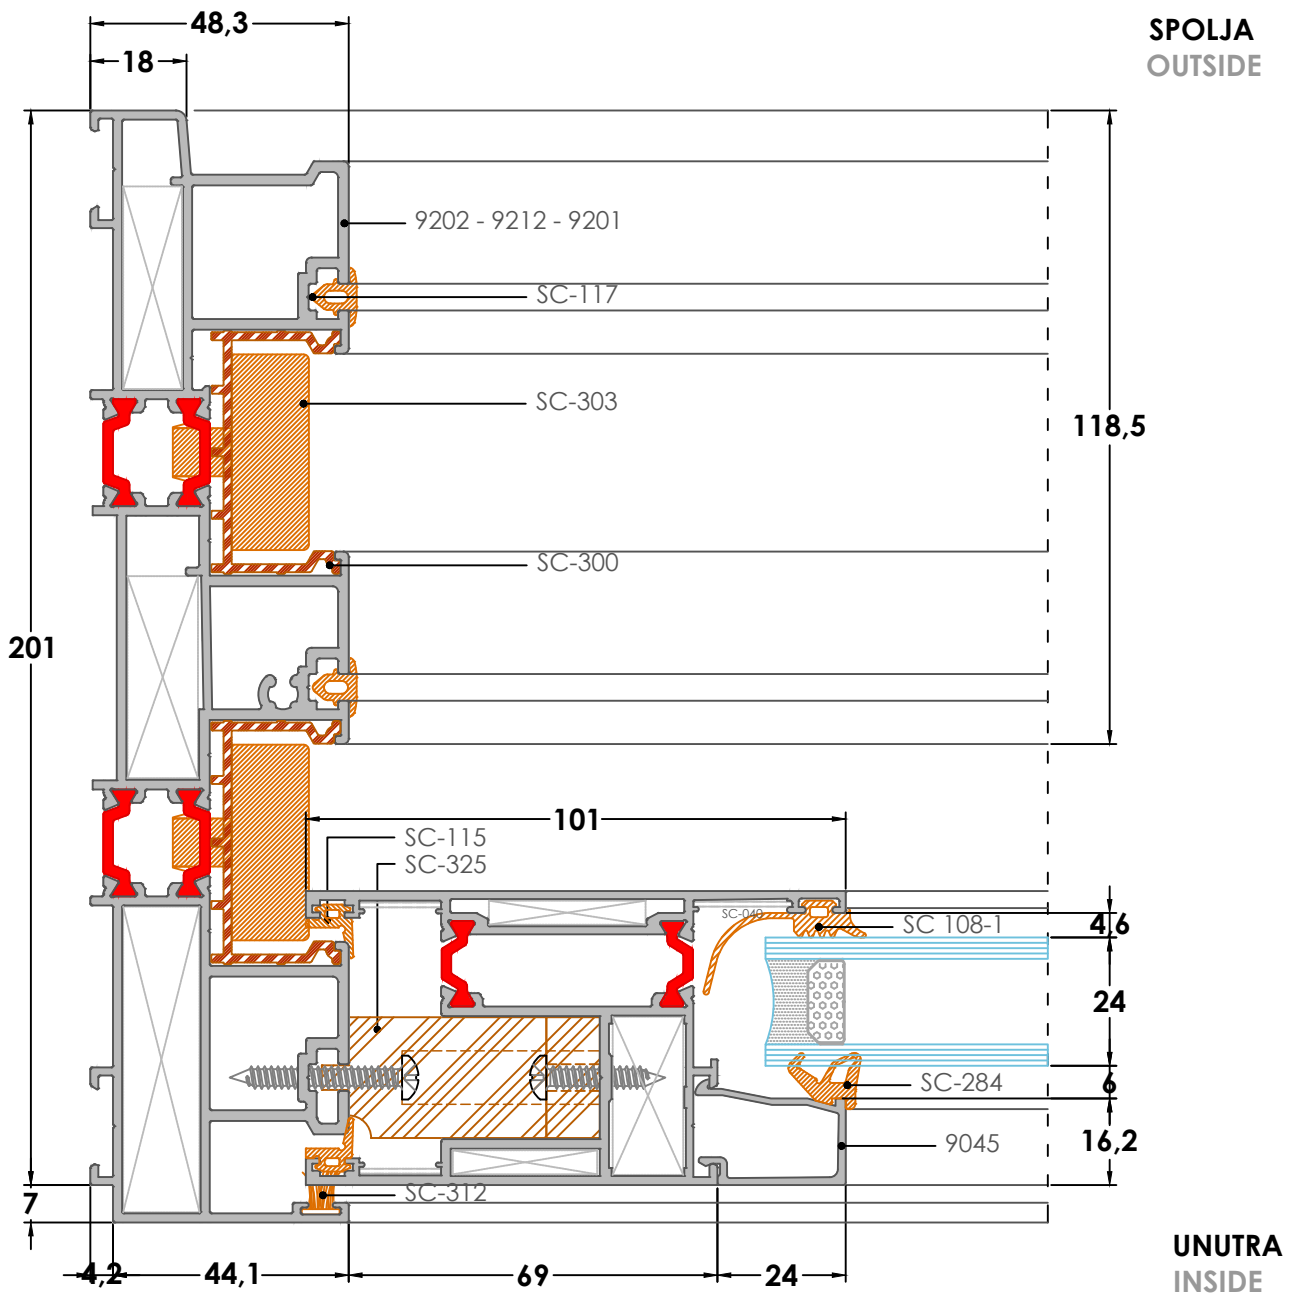 48,3
SPOLJA
OUTSIDE
18
9202 - 9212 - 9201
SC-117
SC-303
118,5
SC-300
201
101
SC-115
SC-325
SC-040
SC 108-1
4,6
24
SC-284
6
9045
16,2
SC-312
7
UNUTRA
INSIDE
4,2
44,1
69
24